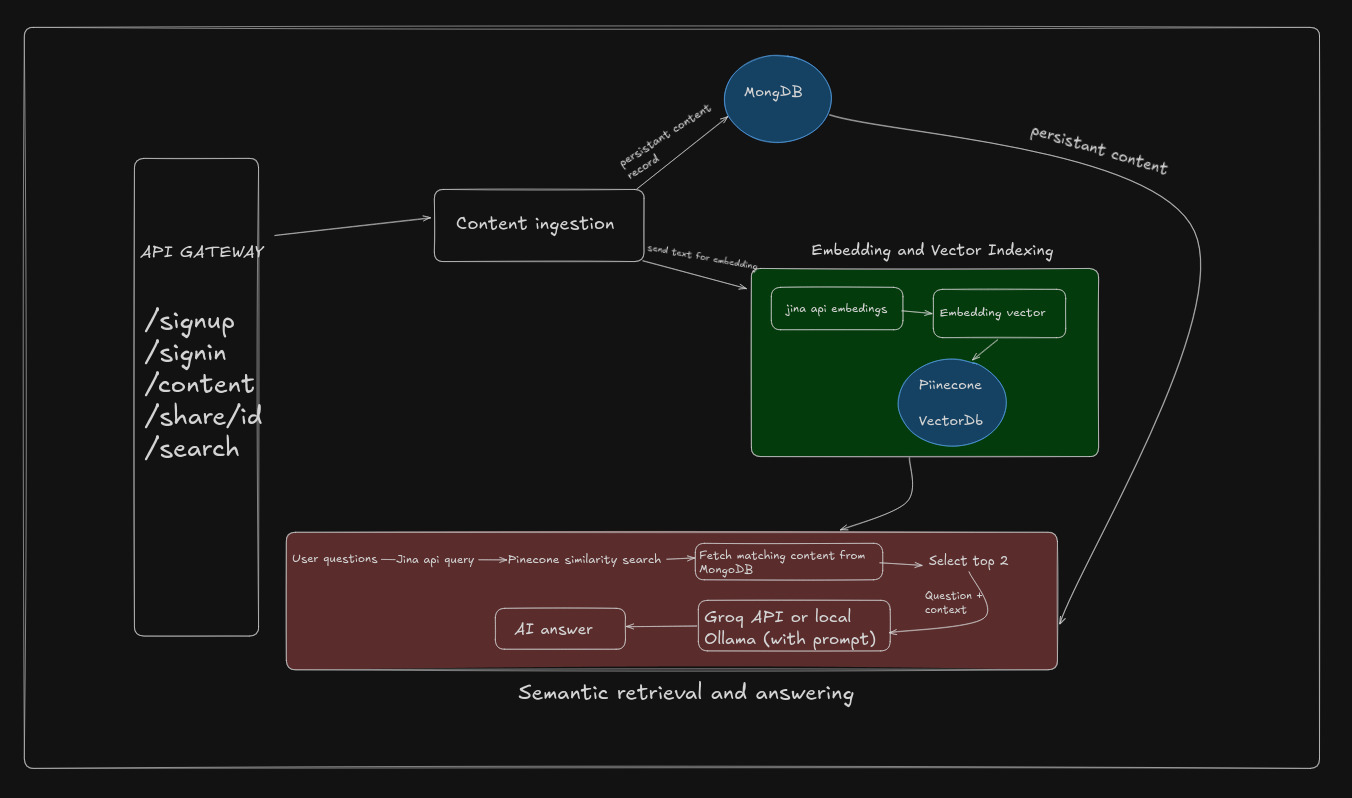 MongDB
persistant content
record
persistant content
API GATEWAY
/signup
/signin
/content
/share/id
/search
Content ingestion
send text for embedding
Embedding and Vector Indexing
jina api embedings
Embedding vector
Piinecone
VectorDb
User questions
Jina api query
Pinecone similarity search
Fetch matching content from
MongoDB
Select top 2
Question +
context
Groq API or local
Ollama (with prompt)
AI answer
Semantic retrieval and answering